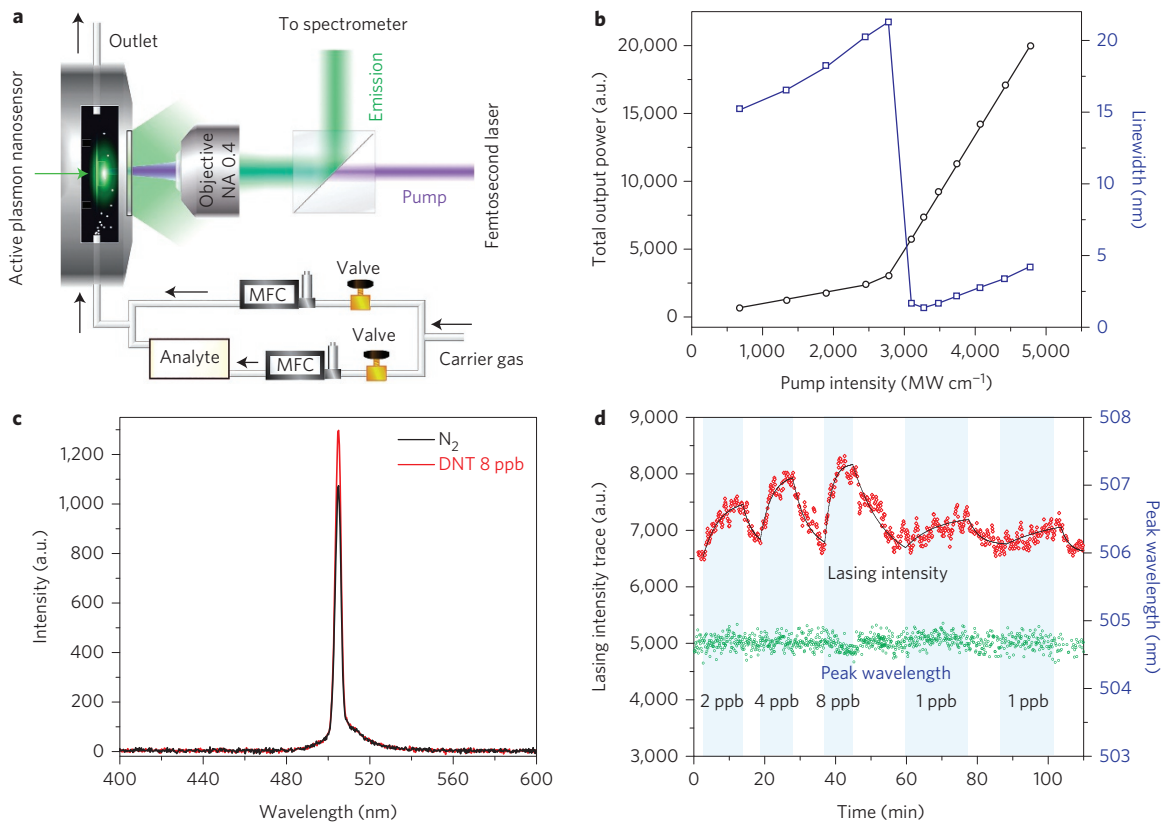 a
To spectrometer
Outlet
Active plasmon nanosensor
Emission
Objective
NA 0.4
Pump
Femtosecond laser
Valve
MFC
Valve
Analyte
MFC
Carrier gas
b
20,000
15,000
10,000
5,000
0
Total output power (a.u.)
20
15
10
5
0
Linewidth (nm)
0
1,000
2,000
3,000
4,000
5,000
Pump intensity (MW cm⁻¹)
c
N₂
DNT 8 ppb
1,200
1,000
800
600
400
200
0
Intensity (a.u.)
400
440
480
520
560
600
Wavelength (nm)
d
9,000
8,000
7,000
6,000
5,000
4,000
3,000
Lasing intensity trace (a.u.)
508
507
506
505
504
503
Peak wavelength (nm)
Lasing intensity
Peak wavelength
2 ppb
4 ppb
8 ppb
1 ppb
1 ppb
0
20
40
60
80
100
Time (min)